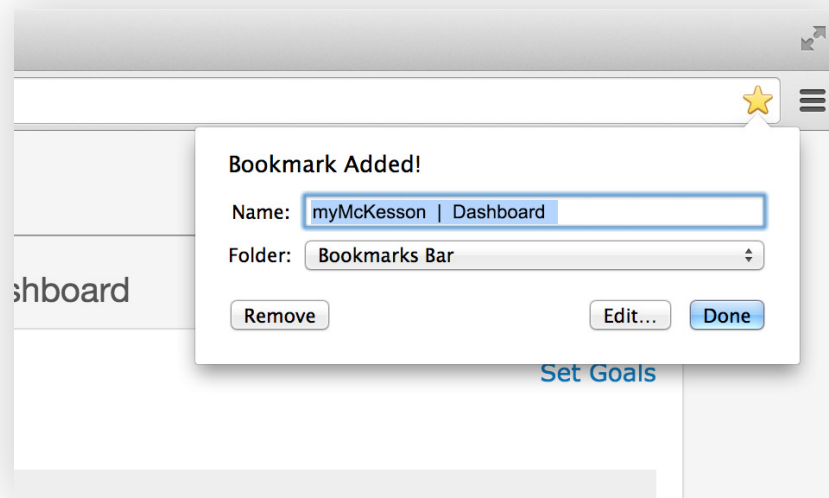 Bookmark Added!
Name: myMcKesson | Dashboard
Folder: Bookmarks Bar
Remove Edit... Done
shboard
Set Goals